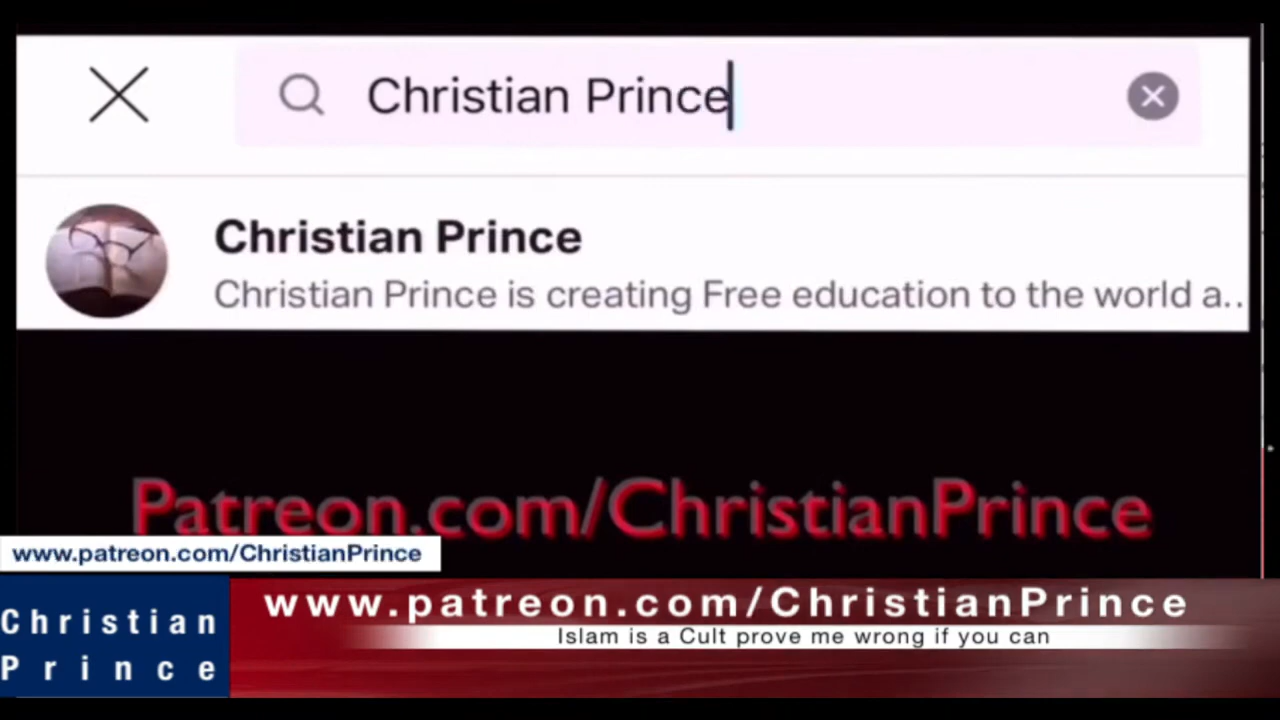 Christian Prince
Christian Prince
Christian Prince is creating Free education to the world a..
Patreon.com/ChristianPrince
www.patreon.com/ChristianPrince
Christian
Prince
www.patreon.com/ChristianPrince
Islam is a Cult prove me wrong if you can